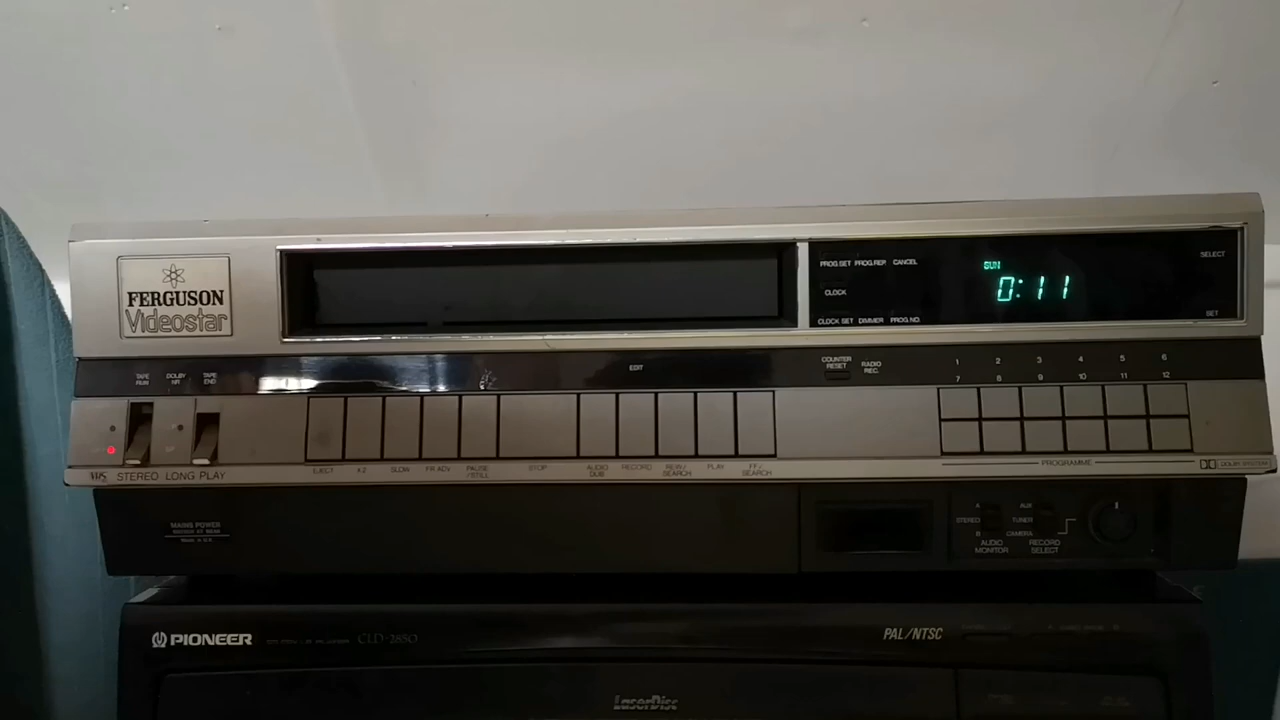 FERGUSON
Videostar
PROG.SET PROG.REP. CANCEL
CLOCK
CLOCK SET DIMMER PROG.NO.
SUN
0:11
SELECT
SET
TAPE RUN
DOLBY NR
TAPE END
EDIT
COUNTER RESET
RADIO REC.
1 2 3 4 5 6
7 8 9 10 11 12
EJECT X2 SLOW FR ADV PAUSE /STILL STOP AUDIO DUB RECORD REW/ SEARCH PLAY FF/ SEARCH
VHS STEREO LONG PLAY
PROGRAMME
DOLBY SYSTEM
MAINS POWER
Made in U.K.
A
STEREO
B
AUDIO MONITOR
AUX
TUNER
CAMERA
RECORD SELECT
PIONEER
CLD-2850
PAL/NTSC
LaserDisc